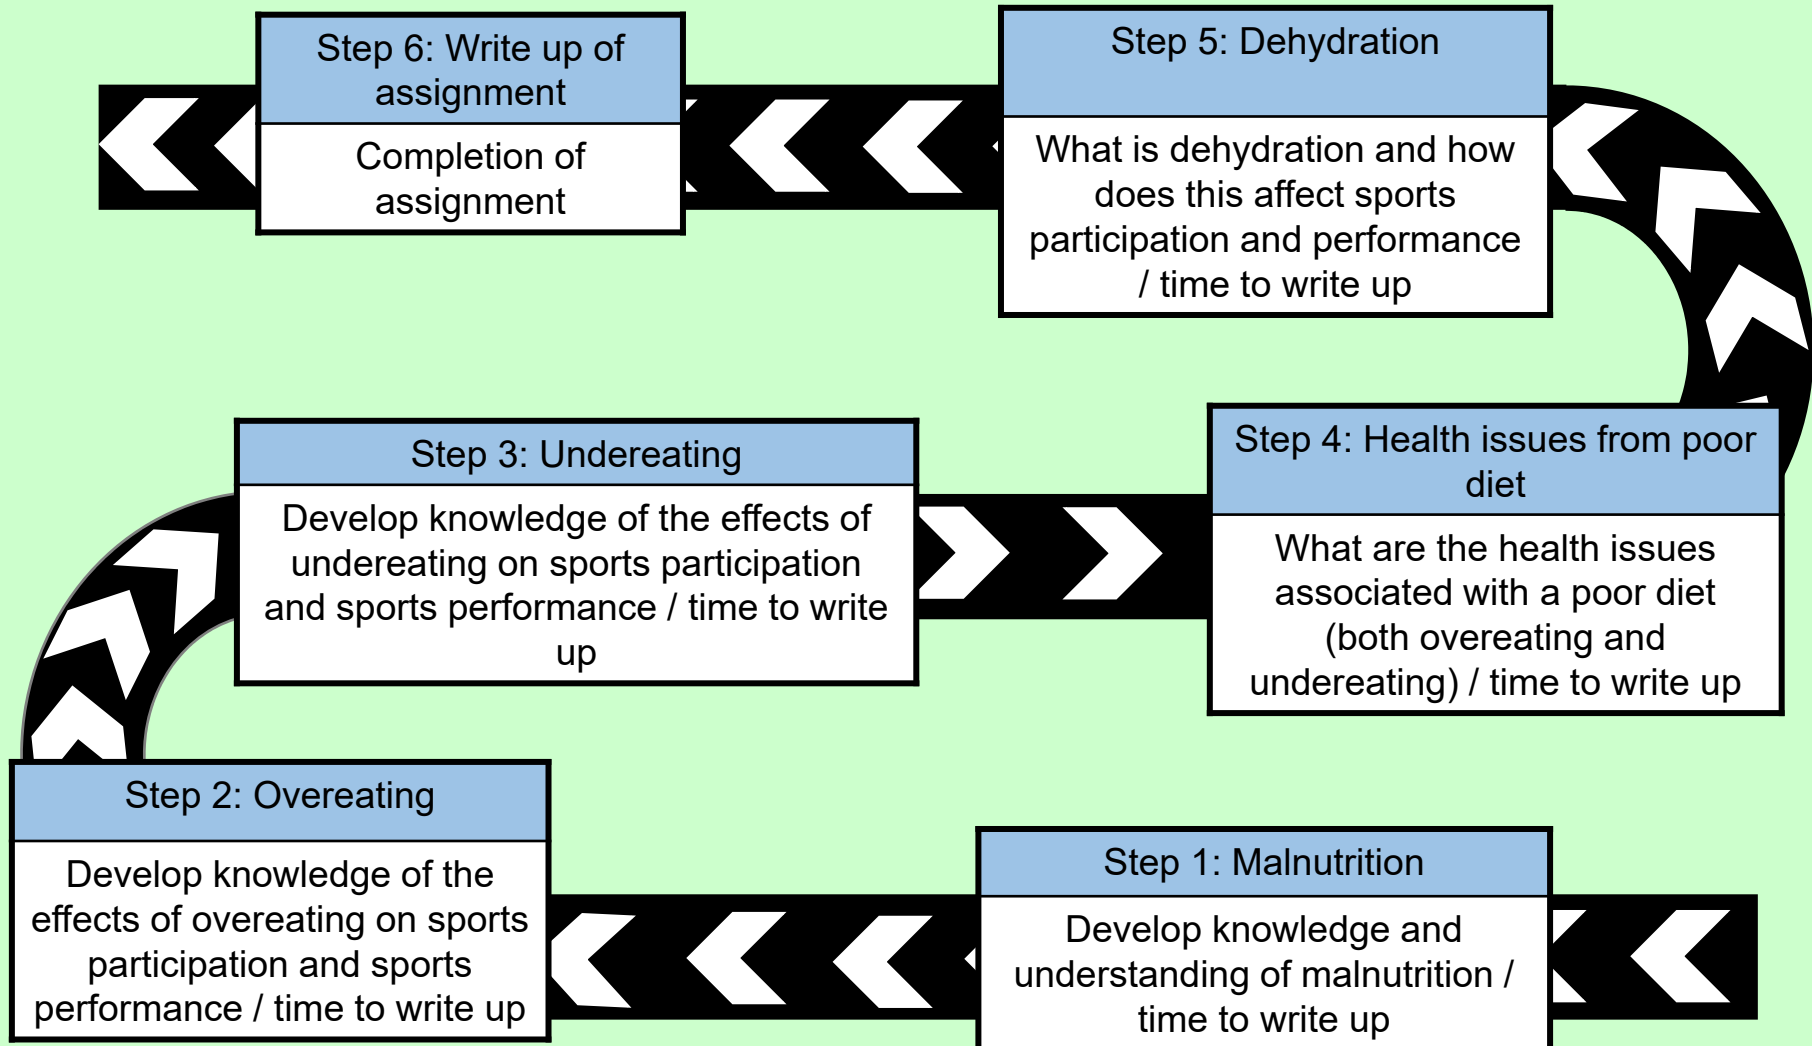 Step 6: Write up of
assignment
Completion of
assignment
Step 5: Dehydration
What is dehydration and how
does this affect sports
participation and performance
/ time to write up
Step 3: Undereating
Develop knowledge of the effects of
undereating on sports participation
and sports performance / time to write
up
Step 4: Health issues from poor
diet
What are the health issues
associated with a poor diet
(both overeating and
undereating) / time to write up
Step 2: Overeating
Develop knowledge of the
effects of overeating on sports
participation and sports
performance / time to write up
Step 1: Malnutrition
Develop knowledge and
understanding of malnutrition /
time to write up